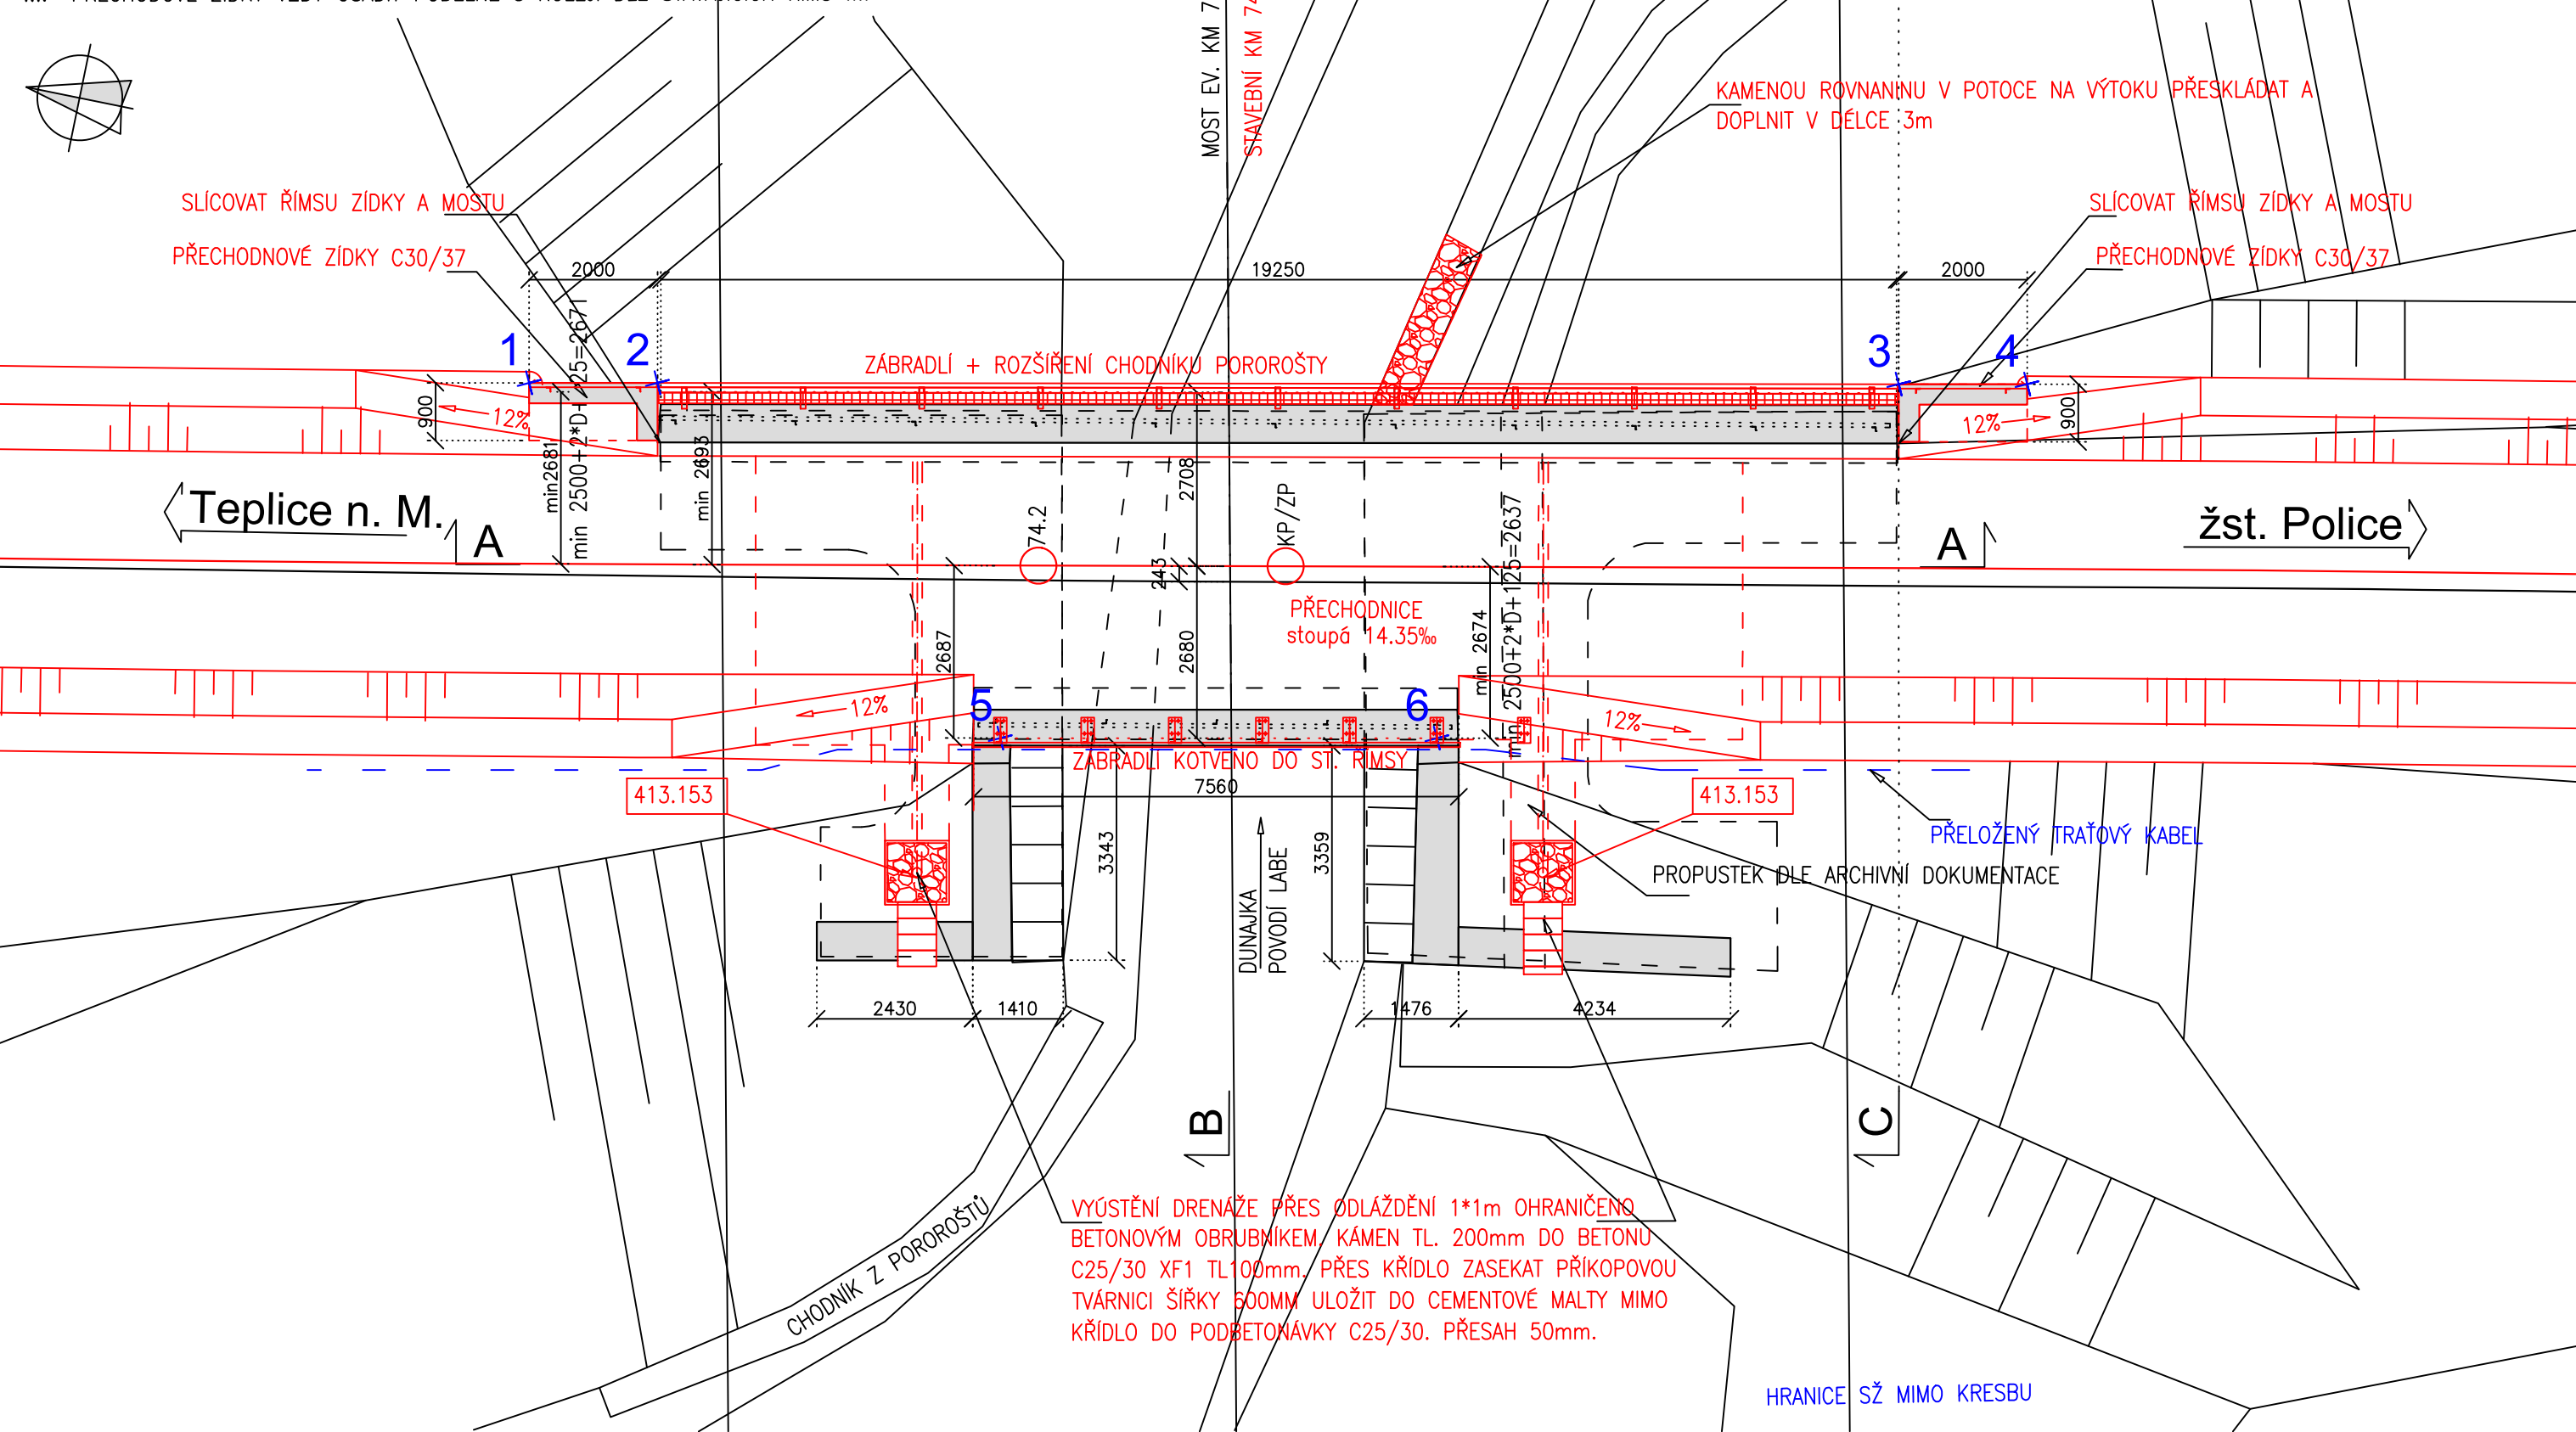 MOST EV. KM 7
STAVEBNÍ KM 74
KAMENOU ROVNANINU V POTOCE NA VÝTOKU PŘESKLÁDAT A
DOPLNIT V DÉLCE 3m
SLÍCOVAT ŘÍMSU ZÍDKY A MOSTU
PŘECHODNOVÉ ZÍDKY C30/37
SLÍCOVAT ŘÍMSU ZÍDKY A MOSTU
PŘECHODNOVÉ ZÍDKY C30/37
2000
19250
2000
1
2
3
4
ZÁBRADLÍ + ROZŠÍŘENÍ CHODNÍKU POROROŠTY
900
12%
12%
900
min2681
min 2693
2708
Teplice n. M.
A
74.2
KP/ZP
A
žst. Police
243
PŘECHODNICE
stoupá 14.35‰
2687
2680
min 2674
min 2500+2*D+125=2637
12%
5
6
12%
ZÁBRADLÍ KOTVENO DO ST. ŘÍMSY
7560
413.153
413.153
PŘELOŽENÝ TRAŤOVÝ KABEL
PROPUSTEK DLE ARCHIVNÍ DOKUMENTACE
3343
3359
DUNAJKA
POVODÍ LABE
2430
1410
1476
4234
B
C
CHODNÍK Z POROROŠTŮ
VYÚSTĚNÍ DRENÁŽE PŘES ODLÁŽDĚNÍ 1*1m OHRANIČENO
BETONOVÝM OBRUBNÍKEM, KÁMEN TL. 200mm DO BETONU
C25/30 XF1 TL100mm. PŘES KŘÍDLO ZASEKAT PŘÍKOPOVOU
TVÁRNICI ŠÍŘKY 600MM ULOŽIT DO CEMENTOVÉ MALTY MIMO
KŘÍDLO DO PODBETONÁVKY C25/30. PŘESAH 50mm.
HRANICE SŽ MIMO KRESBU